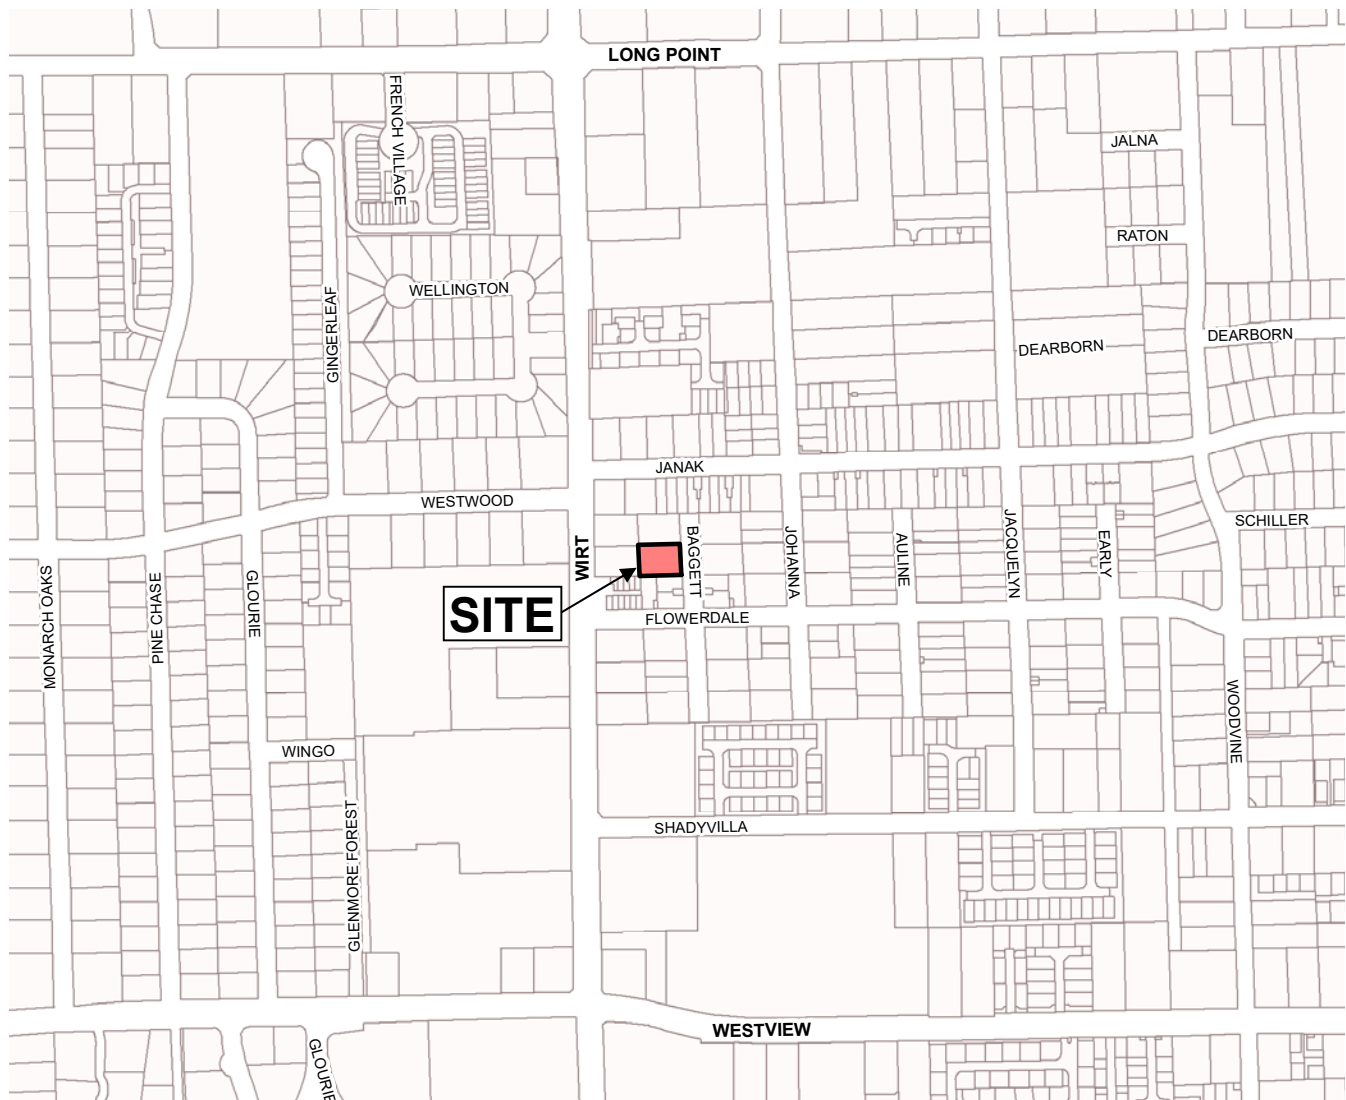 LONG POINT
FRENCH VILLAGE
JALNA
RATON
WELLINGTON
GINGERLEAF
DEARBORN
DEARBORN
JANAK
WESTWOOD
SCHILLER
WIRT
BAGGETT
JOHANNA
AULINE
JACQUELYN
EARLY
MONARCH OAKS
PINE CHASE
GLOURIE
SITE
FLOWERDALE
WOODVINE
WINGO
SHADYVILLA
GLENMORE FOREST
WESTVIEW
GLOURIE